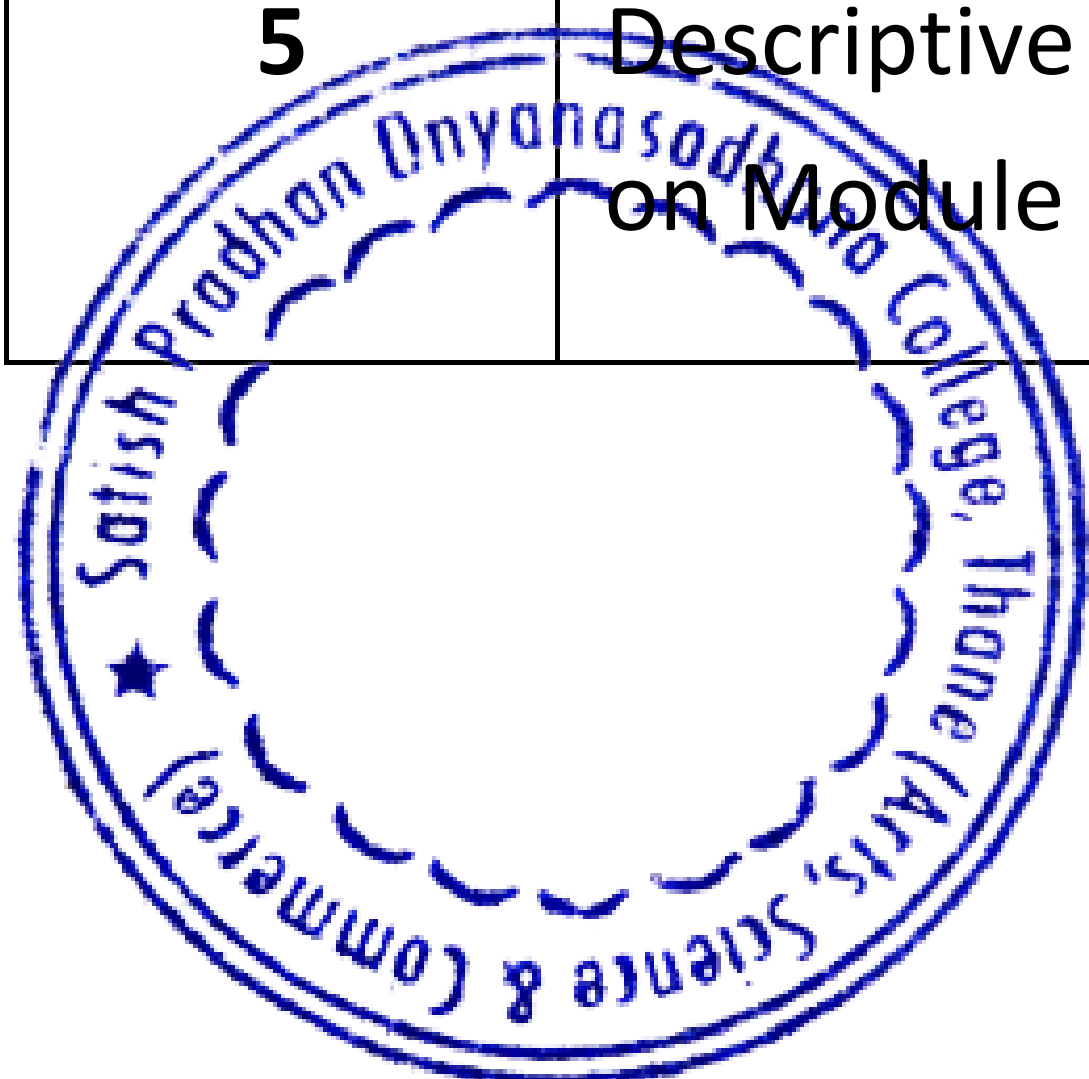 5
Descriptive
on Module
Satish Pradhan Dnyanasadhana College, Thane (Arts, Science & Commerce) ★